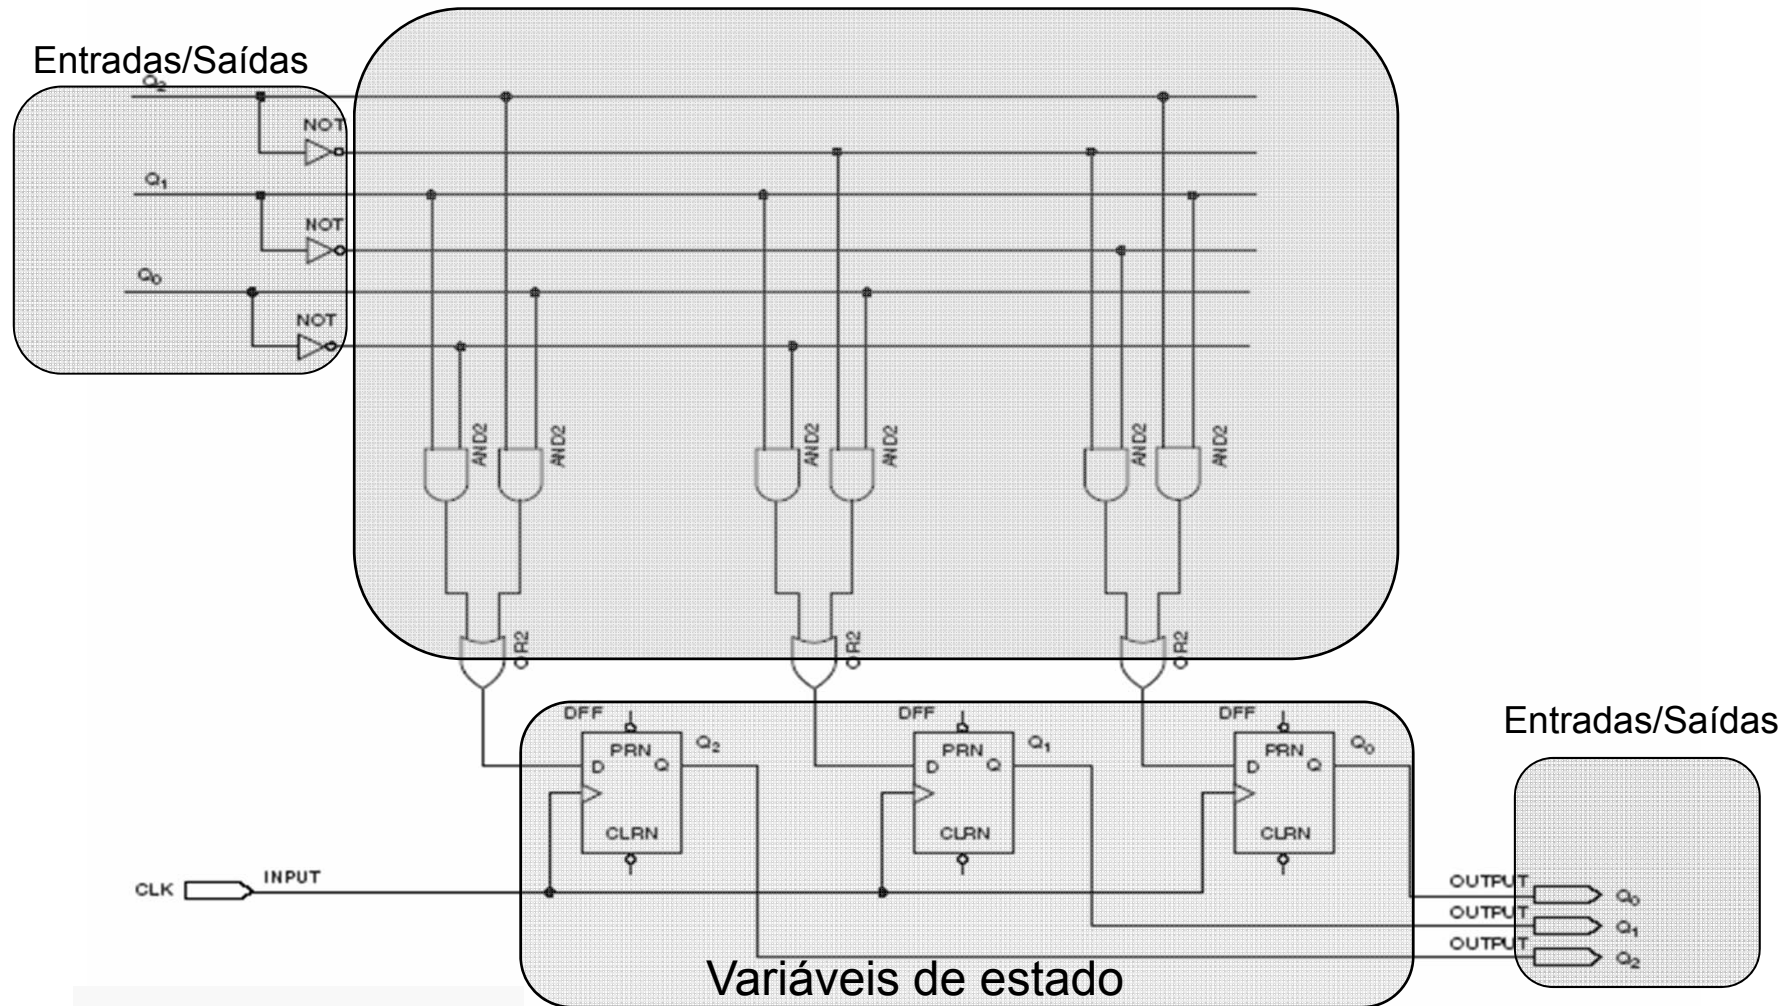 Entradas/Saídas
Q2
NOT
Q1
NOT
Q0
NOT
AND2
AND2
AND2
AND2
AND2
AND2
OR2
OR2
OR2
Entradas/Saídas
DFF
PRN
Q2
D
Q
CLRN
DFF
PRN
Q1
D
Q
CLRN
DFF
PRN
Q0
D
Q
CLRN
CLK
INPUT
OUTPUT
Q0
OUTPUT
Q1
OUTPUT
Q2
Variáveis de estado